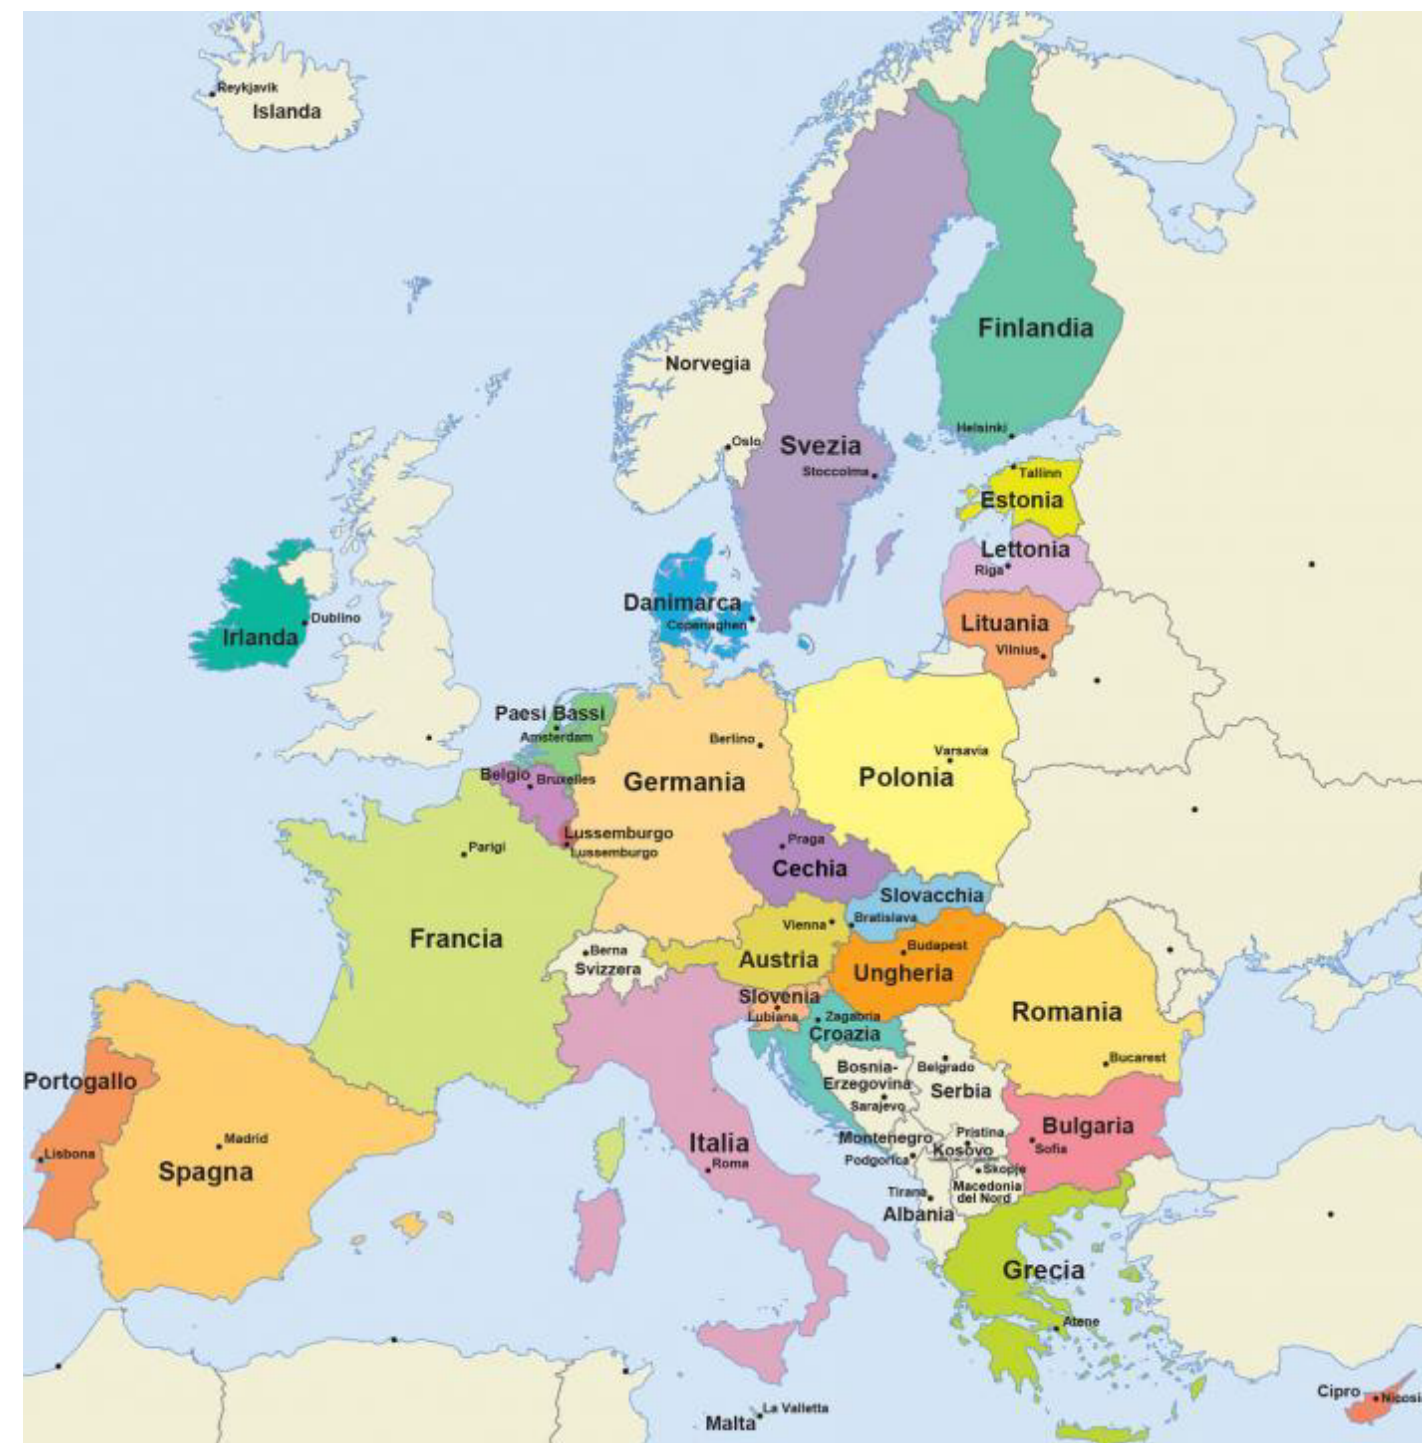 Reykjavik
Islanda
Finlandia
Norvegia
Helsinki
Oslo
Svezia
Stoccolma
Tallinn
Estonia
Lettonia
Riga
Danimarca
Copenaghen
Dublino
Irlanda
Lituania
Vilnius
Paesi Bassi
Amsterdam
Berlino
Varsavia
Belgio
Bruxelles
Germania
Polonia
Lussemburgo
Lussemburgo
Parigi
Praga
Cechia
Slovacchia
Bratislava
Vienna
Francia
Budapest
Berna
Svizzera
Austria
Ungheria
Slovenia
Lubiana
Zagabria
Croazia
Romania
Bucarest
Bosnia-
Erzegovina
Sarajevo
Belgrado
Serbia
Portogallo
Lisbona
Madrid
Spagna
Italia
Roma
Montenegro
Podgorica
Pristina
Kosovo
Bulgaria
Sofia
Skopje
Macedonia
del Nord
Tirana
Albania
Grecia
Atene
Cipro
Nicosi
La Valletta
Malta